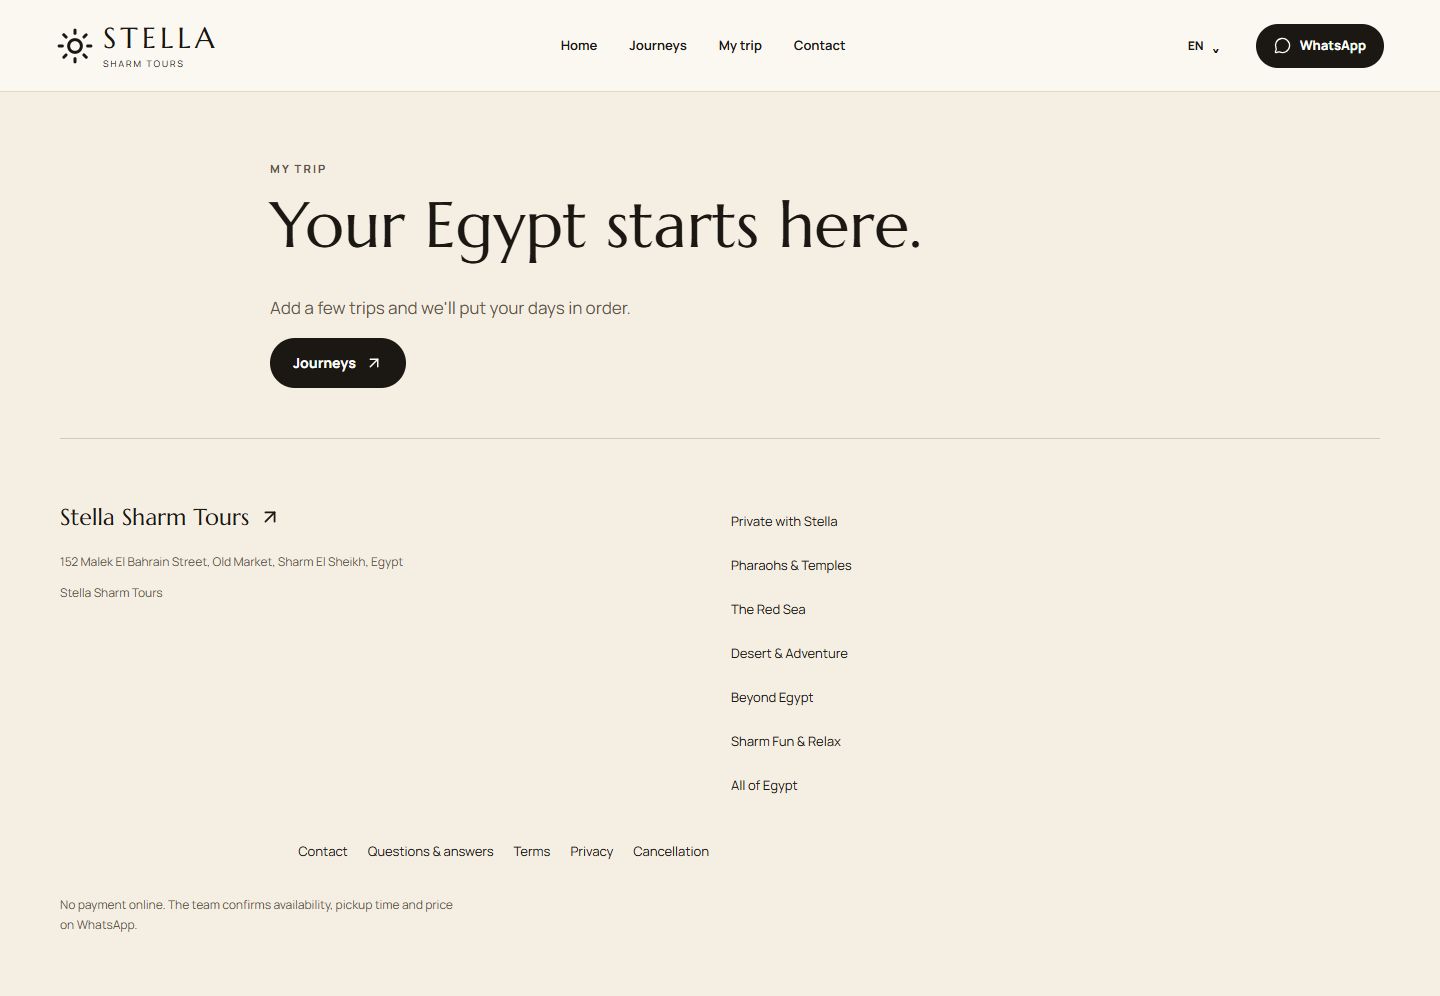 STELLA
SHARM TOURS
Home
Journeys
My trip
Contact
EN
WhatsApp
MY TRIP
Your Egypt starts here.
Add a few trips and we'll put your days in order.
Journeys
Stella Sharm Tours
152 Malek El Bahrain Street, Old Market, Sharm El Sheikh, Egypt
Stella Sharm Tours
Private with Stella
Pharaohs & Temples
The Red Sea
Desert & Adventure
Beyond Egypt
Sharm Fun & Relax
All of Egypt
Contact
Questions & answers
Terms
Privacy
Cancellation
No payment online. The team confirms availability, pickup time and price
on WhatsApp.